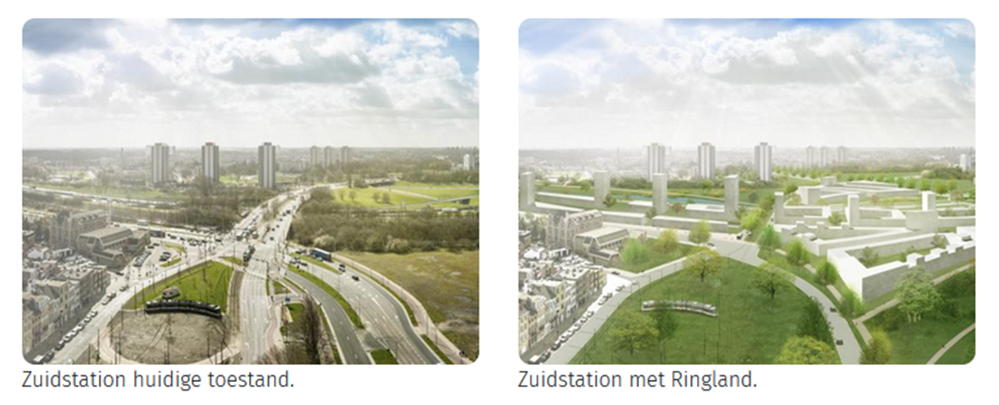 Zuidstation huidige toestand.
Zuidstation met Ringland.